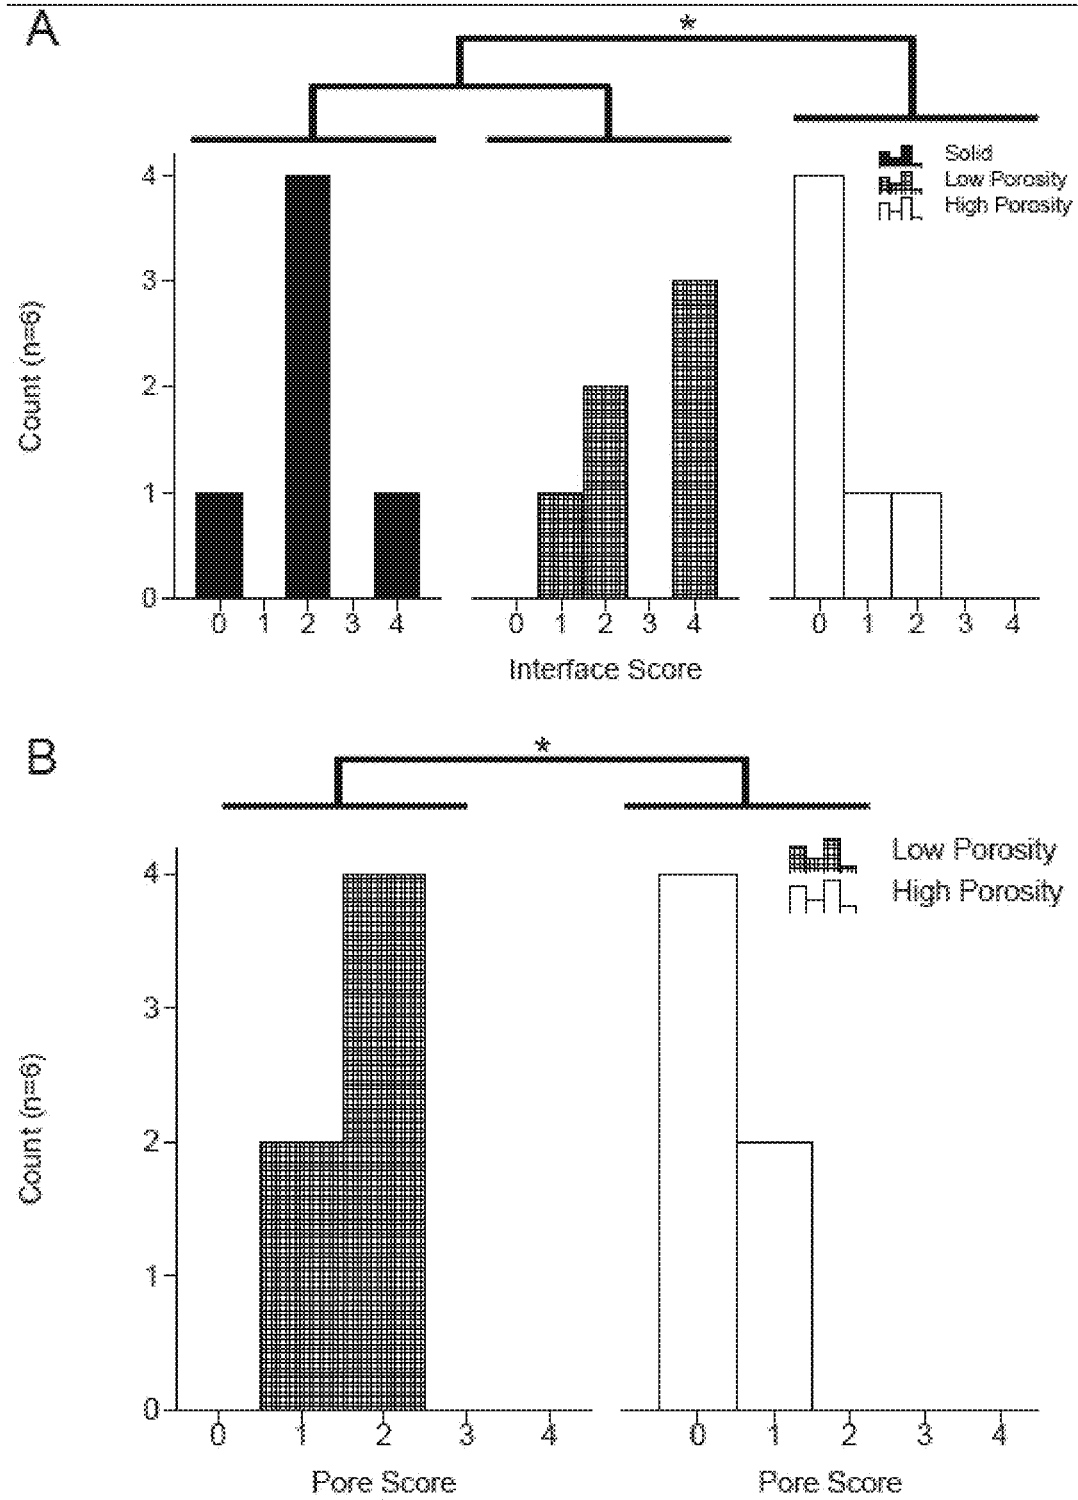 A
*
Solid
Low Porosity
High Porosity
4
3
2
1
0
Count (n=6)
0 1 2 3 4 0 1 2 3 4 0 1 2 3 4
Interface Score
B
*
Low Porosity
High Porosity
4
3
2
1
0
Count (n=6)
0 1 2 3 4 0 1 2 3 4
Pore Score Pore Score